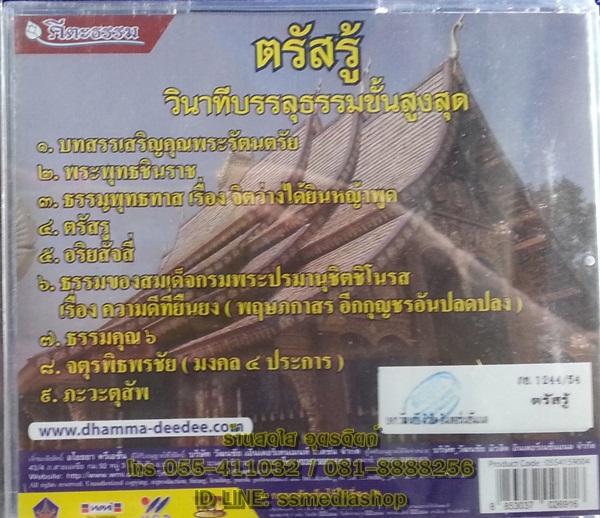 คีตะธรรม
ตรัสรู้
วินาทีบรรลุธรรมขั้นสูงสุด
๑. บทสรรเสริญคุณพระรัตนตรัย
๒. พระพุทธชินราช
๓. ธรรมพุทธทาส เรื่อง จิตว่างได้ยินหญ้าพูด
๔. ตรัสรู้
๕. อริยสัจสี่
๖. ธรรมของสมเด็จกรมพระปรมานุชิตชิโนรส
เรื่อง ความดีที่ยืนยง ( พฤษภกาสร อีกกุญชรอันปลดปลง )
๗. ธรรมคุณ ๖
๘. จตุรพิธพรชัย ( มงคล ๔ ประการ )
๙. ภะวะตุสัพ
ภช. 1244/54
ตรัสรู้
www.dhamma-deedee.com
ร้านสดใส อุตรดิตถ์
โทร 055-411032 / 081-8888256
ID LINE: ssmediashop